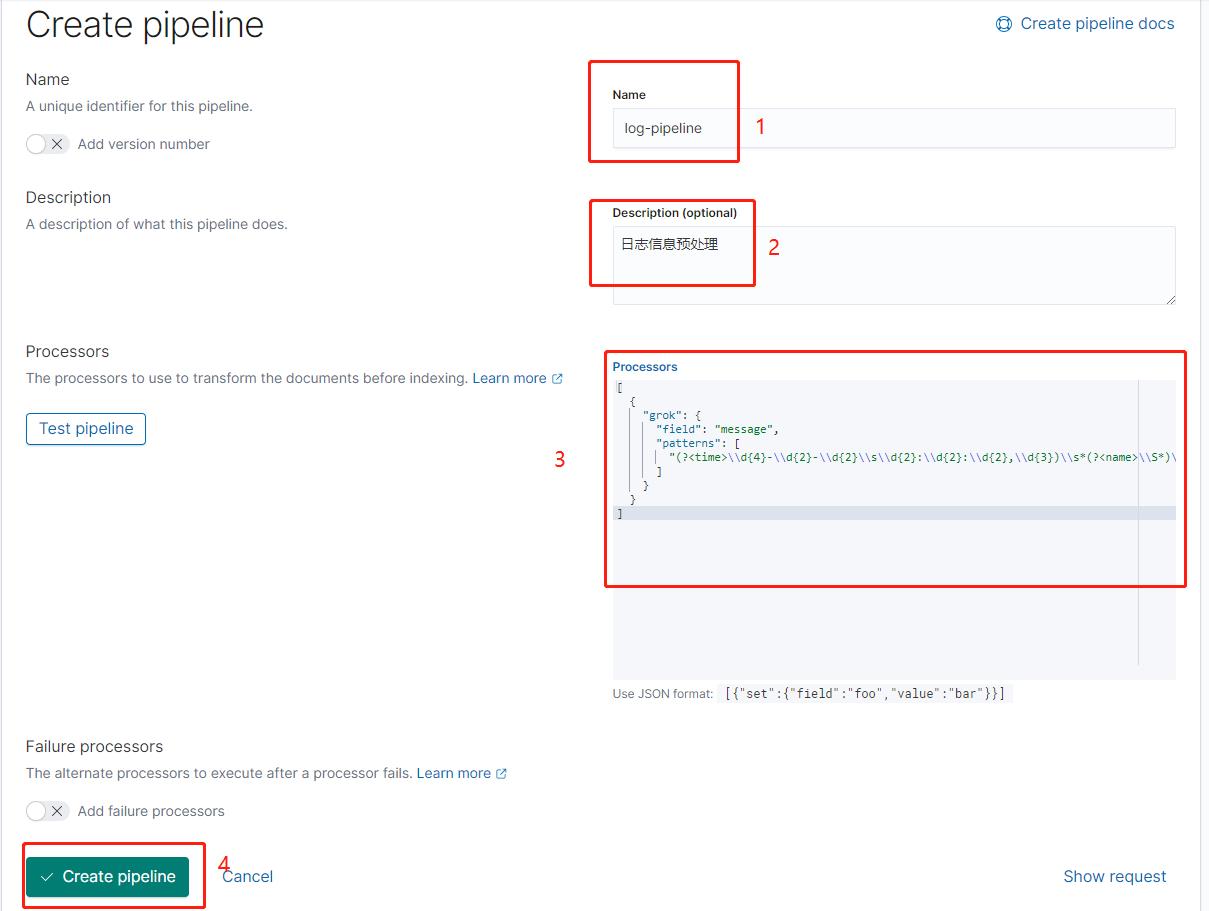 Create pipeline
Create pipeline docs
Name
A unique identifier for this pipeline.
Add version number
Name
log-pipeline
1
Description
A description of what this pipeline does.
Description (optional)
日志信息预处理
2
Processors
The processors to use to transform the documents before indexing. Learn more
Test pipeline
3
Processors
[
{
"grok": {
"field": "message",
"patterns": [
"(?<time>\\d{4}-\\d{2}-\\d{2}\\s\\d{2}:\\d{2}:\\d{2},\\d{3})\\s*(?<name>\\S*)\
]
}
}
]
Use JSON format: [{"set":{"field":"foo","value":"bar"}}]
Failure processors
The alternate processors to execute after a processor fails. Learn more
Add failure processors
Create pipeline
4
Cancel
Show request